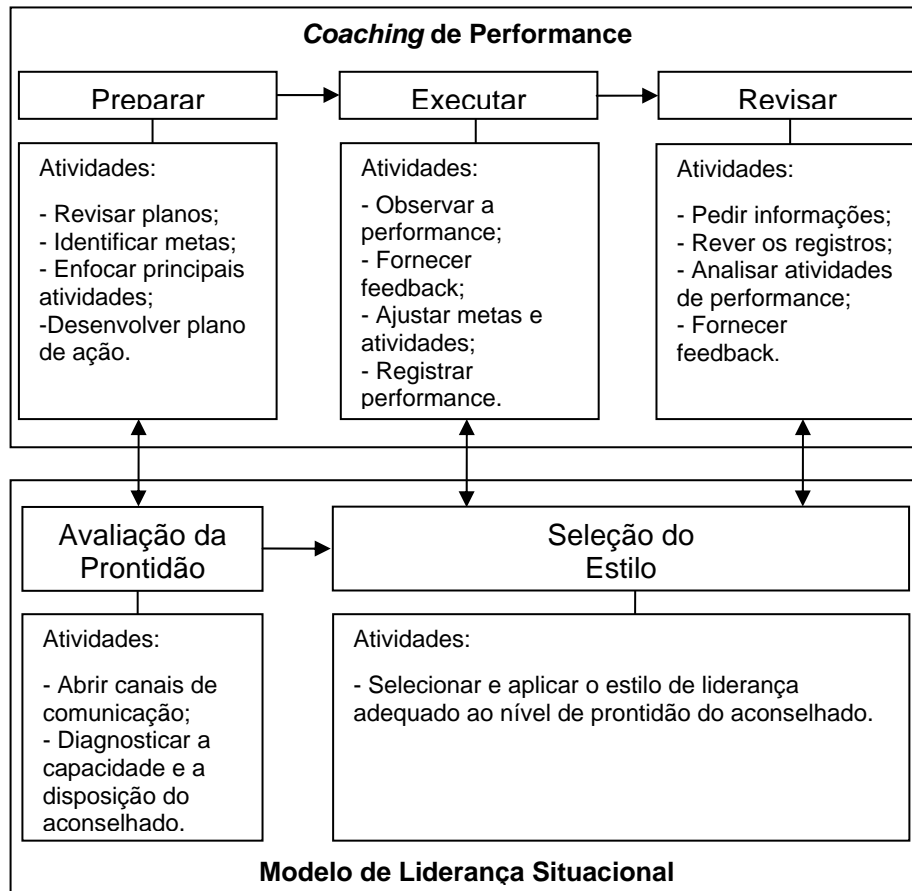 Coaching de Performance
Preparar
Executar
Revisar
Atividades:
- Revisar planos;
- Identificar metas;
- Enfocar principais
atividades;
-Desenvolver plano
de ação.
Atividades:
- Observar a
performance;
- Fornecer
feedback;
- Ajustar metas e
atividades;
- Registrar
performance.
Atividades:
- Pedir informações;
- Rever os registros;
- Analisar atividades
de performance;
- Fornecer
feedback.
Avaliação da
Prontidão
Seleção do
Estilo
Atividades:
- Abrir canais de
comunicação;
- Diagnosticar a
capacidade e a
disposição do
aconselhado.
Atividades:
- Selecionar e aplicar o estilo de liderança
adequado ao nível de prontidão do aconselhado.
Modelo de Liderança Situacional